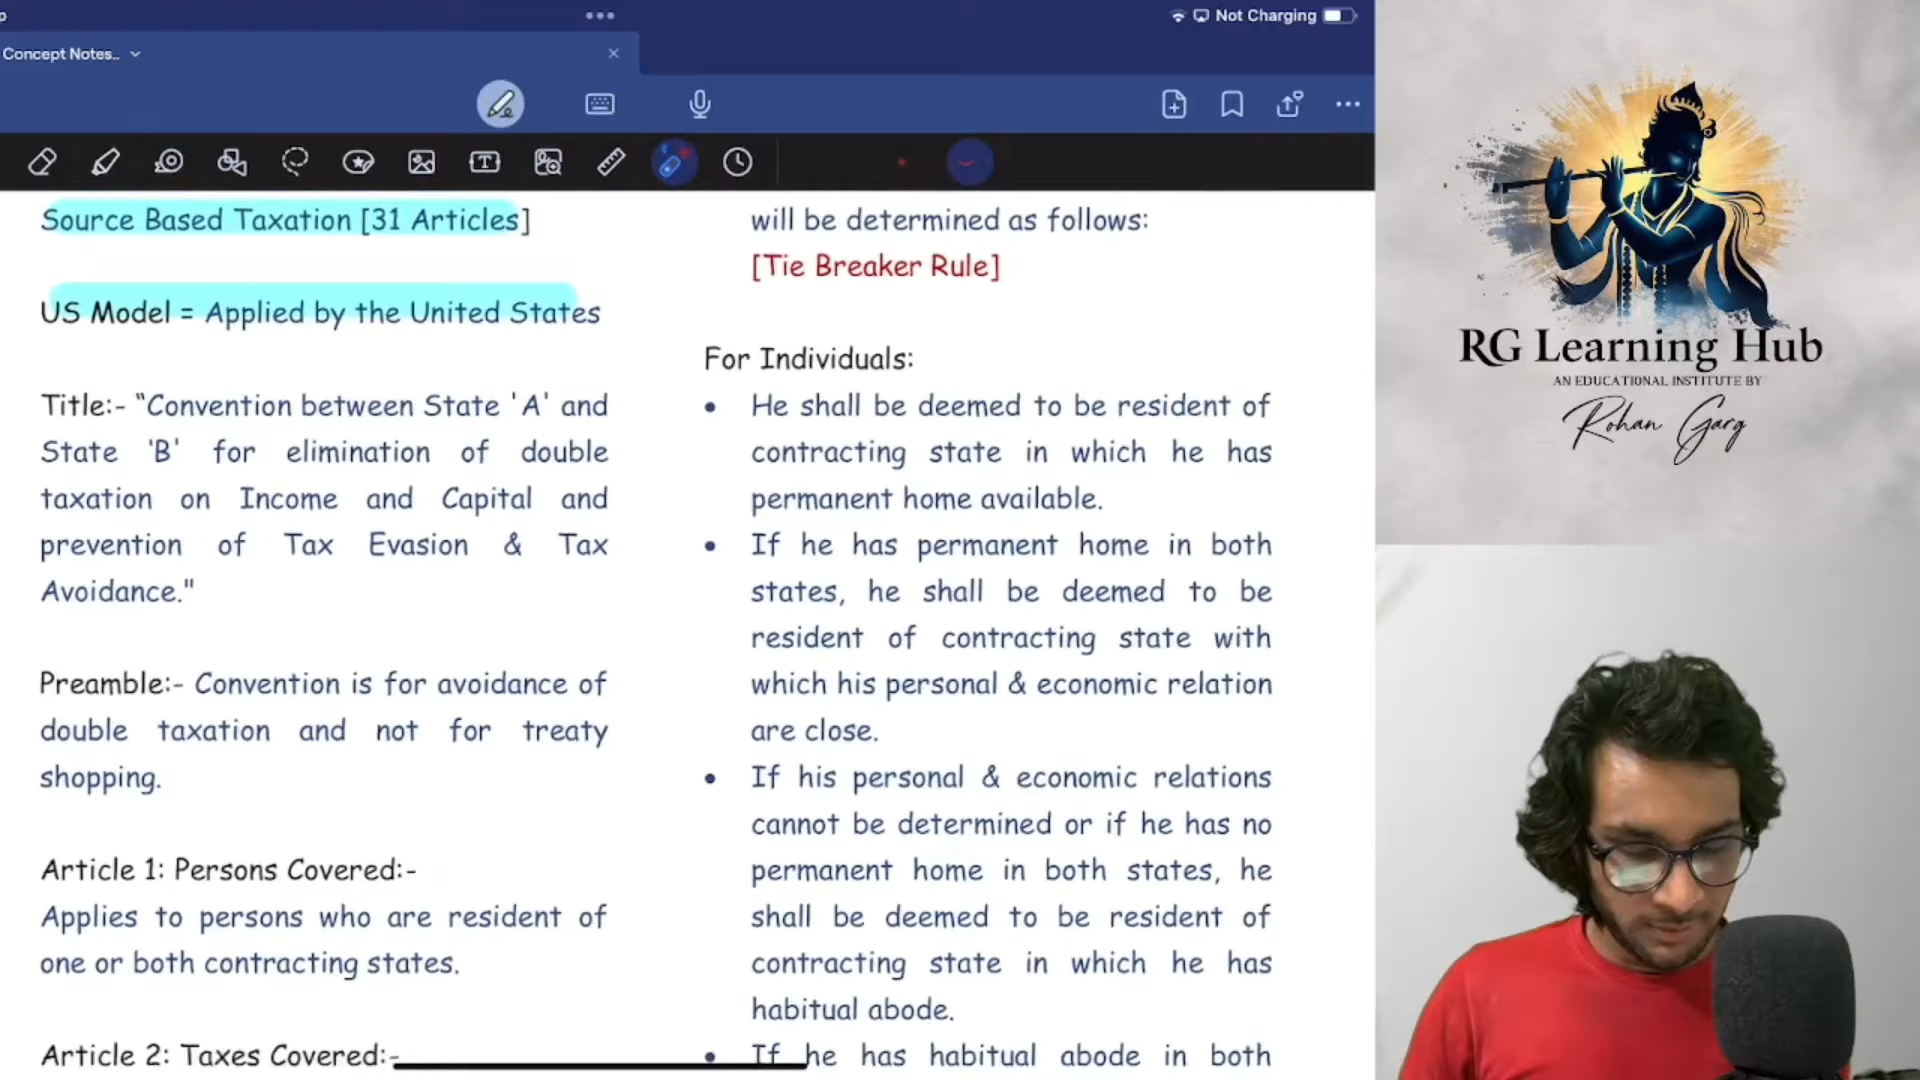 Not Charging
Concept Notes..
Source Based Taxation [31 Articles]
US Model = Applied by the United States
Title:- “Convention between State 'A' and
State 'B' for elimination of double
taxation on Income and Capital and
prevention of Tax Evasion & Tax
Avoidance."
Preamble:- Convention is for avoidance of
double taxation and not for treaty
shopping.
Article 1: Persons Covered:-
Applies to persons who are resident of
one or both contracting states.
Article 2: Taxes Covered:-
will be determined as follows:
[Tie Breaker Rule]
For Individuals:
• He shall be deemed to be resident of
contracting state in which he has
permanent home available.
• If he has permanent home in both
states, he shall be deemed to be
resident of contracting state with
which his personal & economic relation
are close.
• If his personal & economic relations
cannot be determined or if he has no
permanent home in both states, he
shall be deemed to be resident of
contracting state in which he has
habitual abode.
• If he has habitual abode in both
RG Learning Hub
AN EDUCATIONAL INSTITUTE BY
Rohan Garg